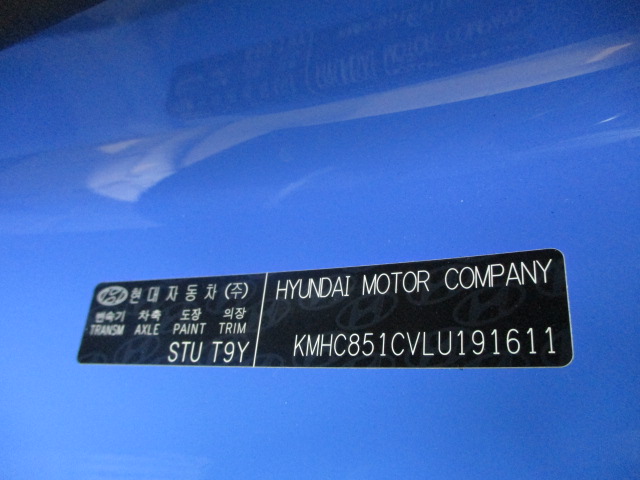 현대자동차(주)
변속기 차축 도장 의장
TRANSM AXLE PAINT TRIM
STU T9Y
HYUNDAI MOTOR COMPANY
KMHC851CVLU191611